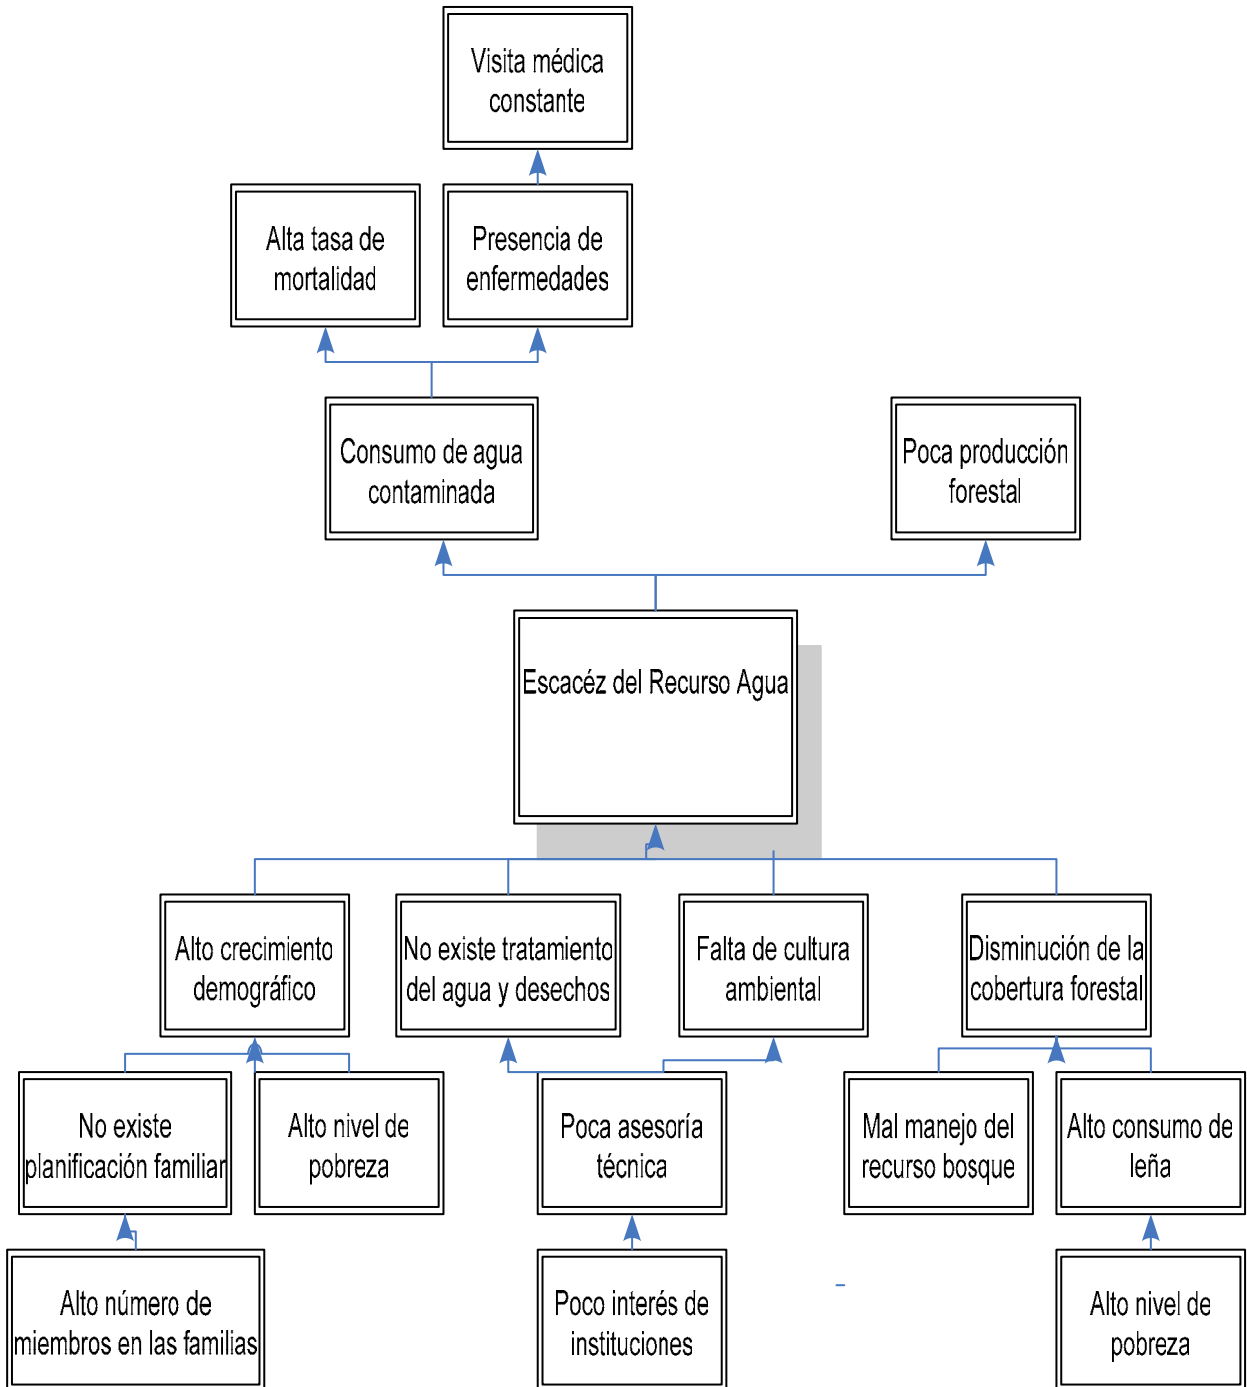 Visita médica
constante
Alta tasa de
mortalidad
Presencia de
enfermedades
Consumo de agua
contaminada
Poca producción
forestal
Escacéz del Recurso Agua
Alto crecimiento
demográfico
No existe tratamiento
del agua y desechos
Falta de cultura
ambiental
Disminución de la
cobertura forestal
No existe
planificación familiar
Alto nivel de
pobreza
Poca asesoría
técnica
Mal manejo del
recurso bosque
Alto consumo de
leña
Alto número de
miembros en las familias
Poco interés de
instituciones
Alto nivel de
pobreza